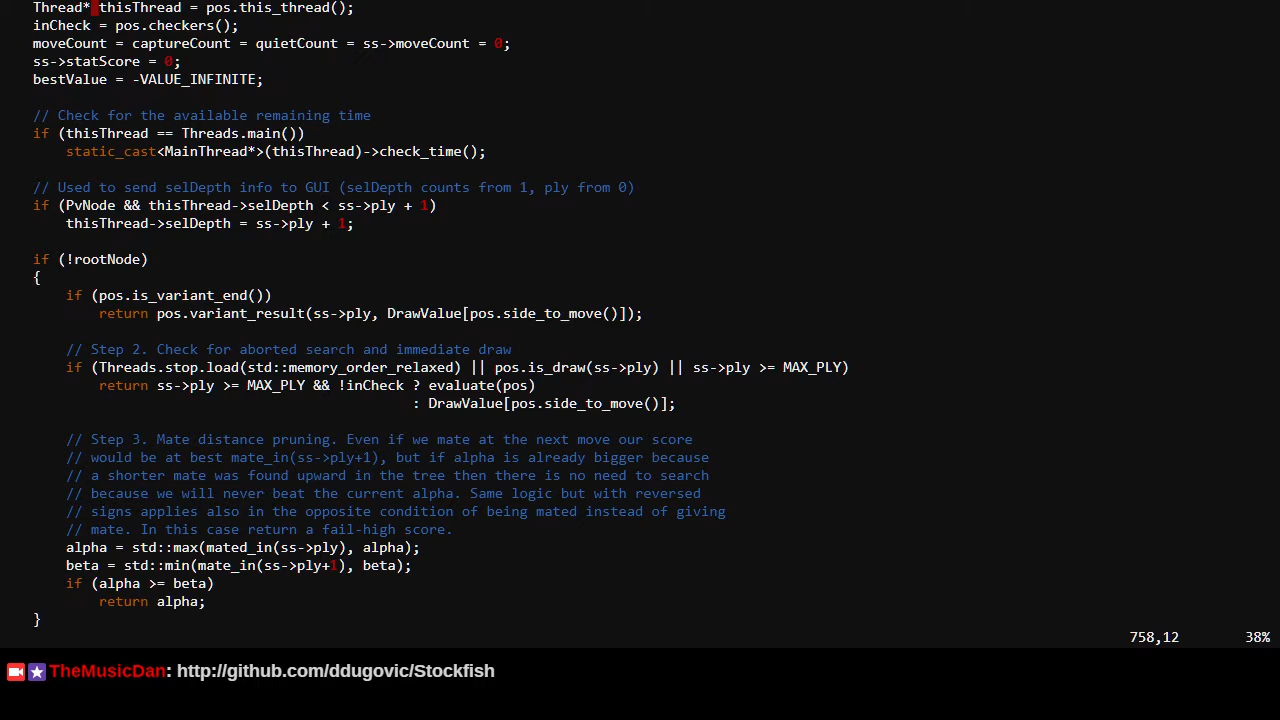 Thread* thisThread = pos.this_thread();
inCheck = pos.checkers();
moveCount = captureCount = quietCount = ss->moveCount = 0;
ss->statScore = 0;
bestValue = -VALUE_INFINITE;
// Check for the available remaining time
if (thisThread == Threads.main())
static_cast<MainThread*>(thisThread)->check_time();
// Used to send selDepth info to GUI (selDepth counts from 1, ply from 0)
if (PvNode && thisThread->selDepth < ss->ply + 1)
thisThread->selDepth = ss->ply + 1;
if (!rootNode)
{
if (pos.is_variant_end())
return pos.variant_result(ss->ply, DrawValue[pos.side_to_move()]);
// Step 2. Check for aborted search and immediate draw
if (Threads.stop.load(std::memory_order_relaxed) || pos.is_draw(ss->ply) || ss->ply >= MAX_PLY)
return ss->ply >= MAX_PLY && !inCheck ? evaluate(pos)
: DrawValue[pos.side_to_move()];
// Step 3. Mate distance pruning. Even if we mate at the next move our score
// would be at best mate_in(ss->ply+1), but if alpha is already bigger because
// a shorter mate was found upward in the tree then there is no need to search
// because we will never beat the current alpha. Same logic but with reversed
// signs applies also in the opposite condition of being mated instead of giving
// mate. In this case return a fail-high score.
alpha = std::max(mated_in(ss->ply), alpha);
beta = std::min(mate_in(ss->ply+1), beta);
if (alpha >= beta)
return alpha;
}
758,12 38%
TheMusicDan: http://github.com/ddugovic/Stockfish